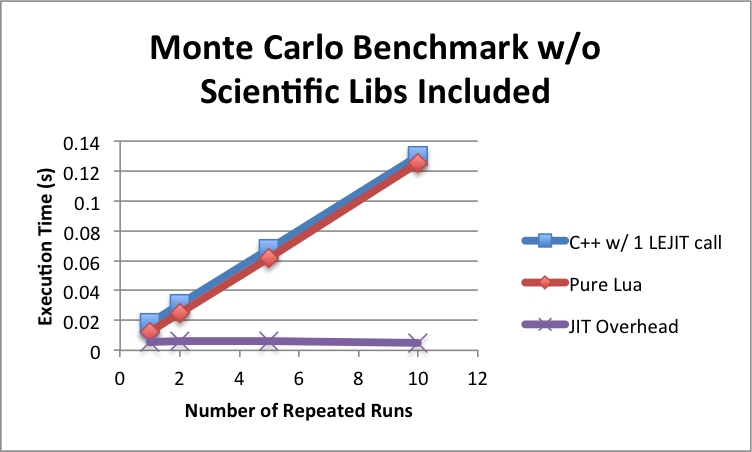 Monte Carlo Benchmark w/o
Scientific Libs Included
Execution Time (s)
0.14
0.12
0.1
0.08
0.06
0.04
0.02
0
0 2 4 6 8 10 12
Number of Repeated Runs
C++ w/ 1 LEJIT call
Pure Lua
JIT Overhead